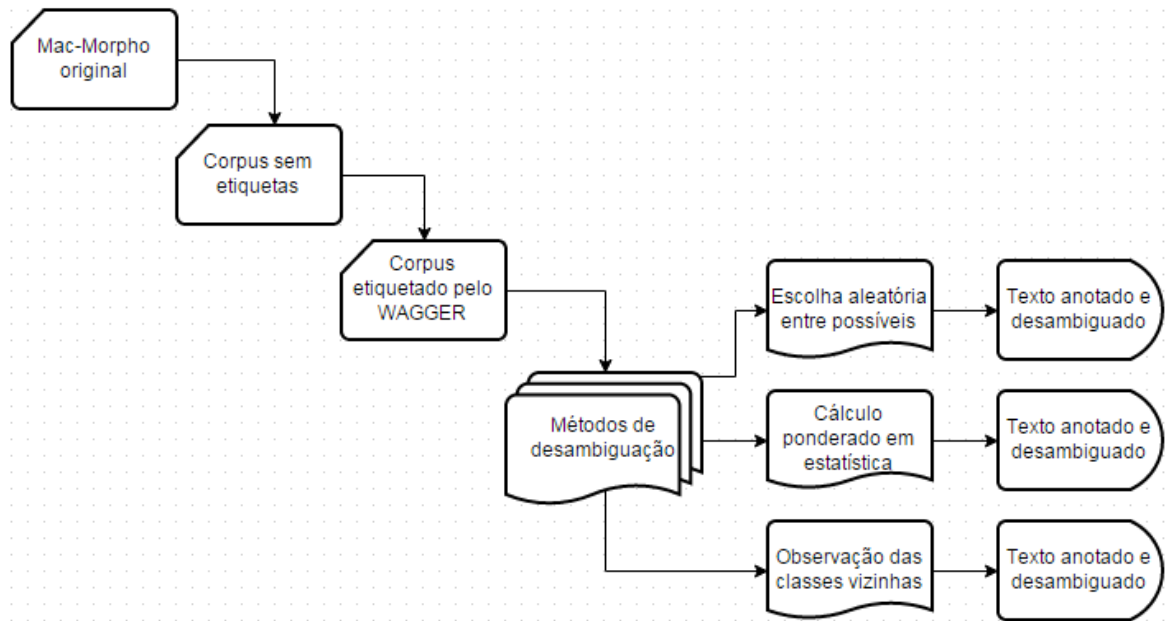 Mac-Morpho
original
Corpus sem
etiquetas
Corpus
etiquetado pelo
WAGGER
Métodos de
desambiguação
Escolha aleatória
entre possíveis
Texto anotado e
desambiguado
Cálculo
ponderado em
estatística
Texto anotado e
desambiguado
Observação das
classes vizinhas
Texto anotado e
desambiguado